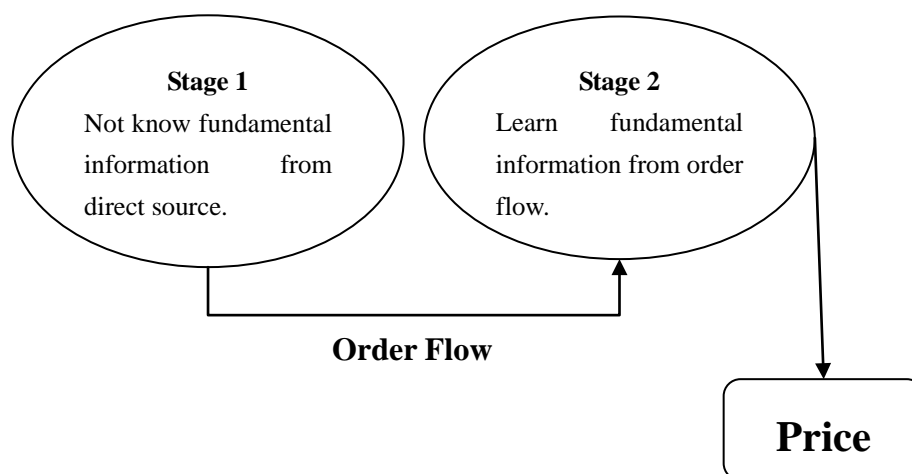 Stage 1
Not know fundamental
information from
direct source.
Stage 2
Learn fundamental
information from order
flow.
Order Flow
Price